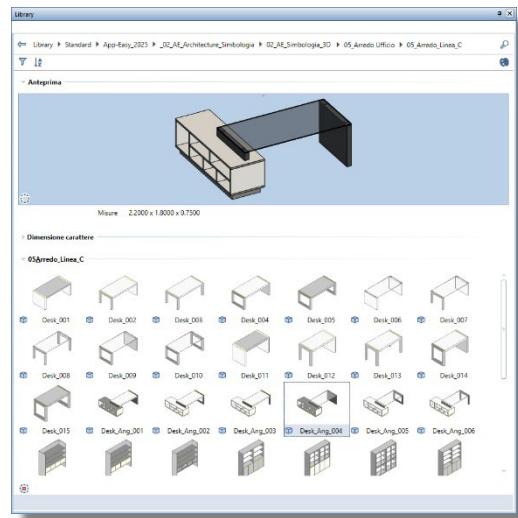 Library
Library ▸ Standard ▸ App-Easy_2025 ▸ _02_AE_Architecture_Simbologia ▸ 02_AE_Simbologia_3D ▸ 05_Arredo Ufficio ▸ 05_Arredo_Linea_C
Anteprima
Misure 2.2000 x 1.8000 x 0.7500
Dimensione carattere
05Arredo_Linea_C
Desk_001 Desk_002 Desk_003 Desk_004 Desk_005 Desk_006 Desk_007
Desk_008 Desk_009 Desk_010 Desk_011 Desk_012 Desk_013 Desk_014
Desk_015 Desk_Ang_001 Desk_Ang_002 Desk_Ang_003 Desk_Ang_004 Desk_Ang_005 Desk_Ang_006